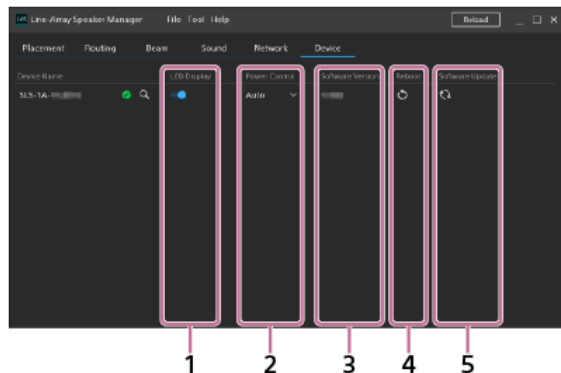 Line-Array Speaker Manager File Tool Help Reload
Placement Routing Beam Sound Network Device
Device Name LED Display Power Control Software Version Reboot Software Update
SLS-1A- Auto
1 2 3 4 5